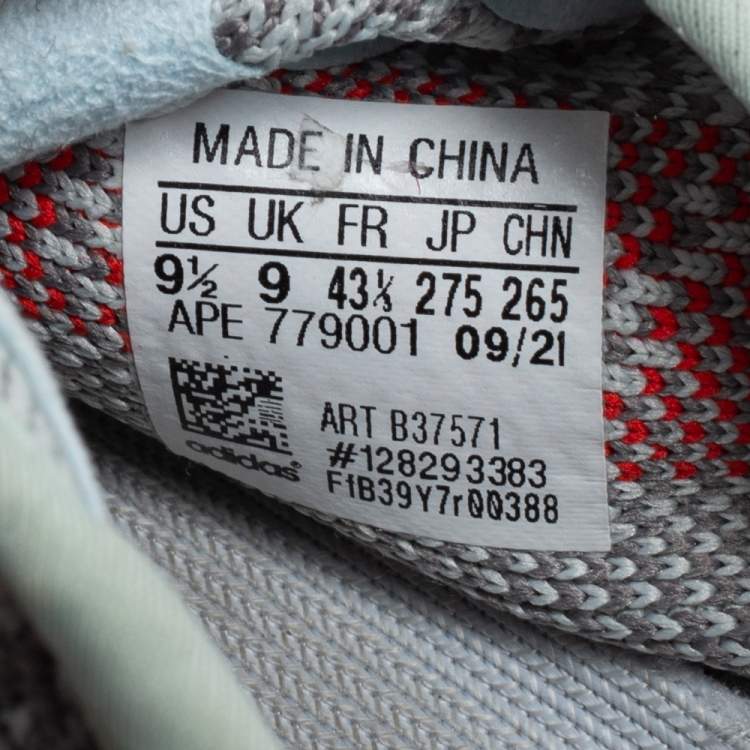 MADE IN CHINA
US UK FR JP CHN
9½ 9 43⅓ 275 265
APE 779001 09/21
ART B37571
adidas #128293383
F1B39Y7r00388